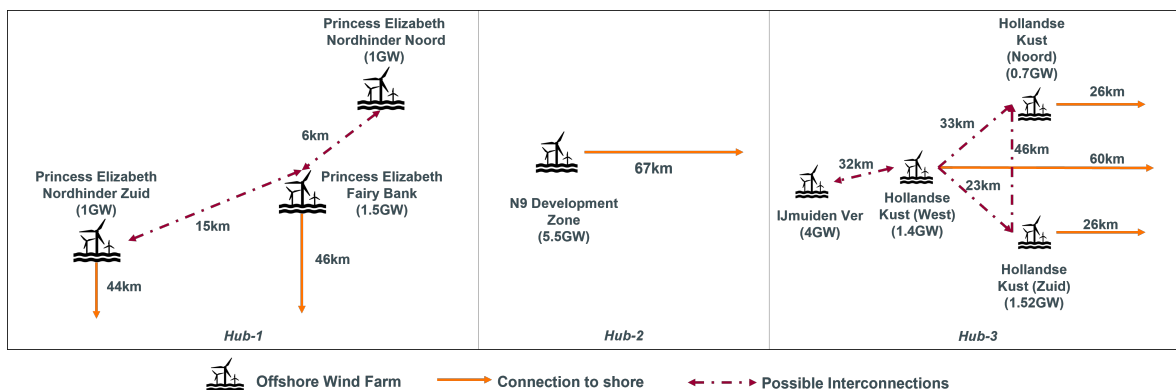 Princess Elizabeth
Nordhinder Noord
(1GW)
6km
Princess Elizabeth
Nordhinder Zuid
(1GW)
15km
44km
Princess Elizabeth
Fairy Bank
(1.5GW)
46km
Hub-1
67km
N9 Development
Zone
(5.5GW)
Hub-2
Hollandse
Kust
(Noord)
(0.7GW)
26km
33km
46km
32km
60km
23km
IJmuiden Ver
(4GW)
Hollandse
Kust (West)
(1.4GW)
26km
Hollandse
Kust (Zuid)
(1.52GW)
Hub-3
Offshore Wind Farm
Connection to shore
Possible Interconnections